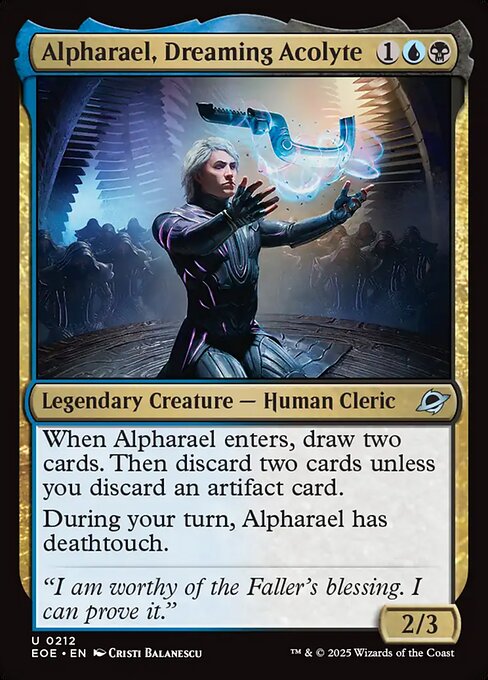 Alpharael, Dreaming Acolyte 1
Legendary Creature — Human Cleric
When Alpharael enters, draw two
cards. Then discard two cards unless
you discard an artifact card.
During your turn, Alpharael has
deathtouch.
“I am worthy of the Faller’s blessing. I
can prove it.”
2/3
U 0212
EOE • EN Cristi Balanescu
™ & © 2025 Wizards of the Coast